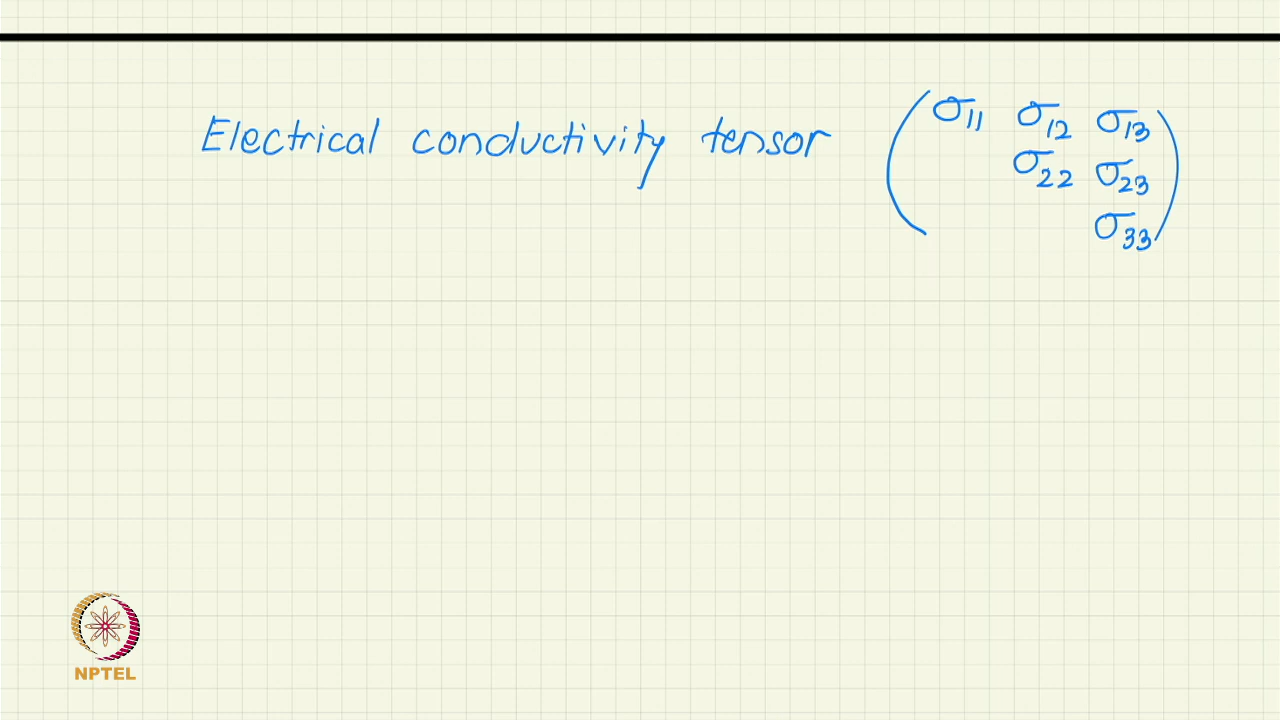 Electrical conductivity tensor ( σ11 σ12 σ13
σ22 σ23
σ33 )
NPTEL